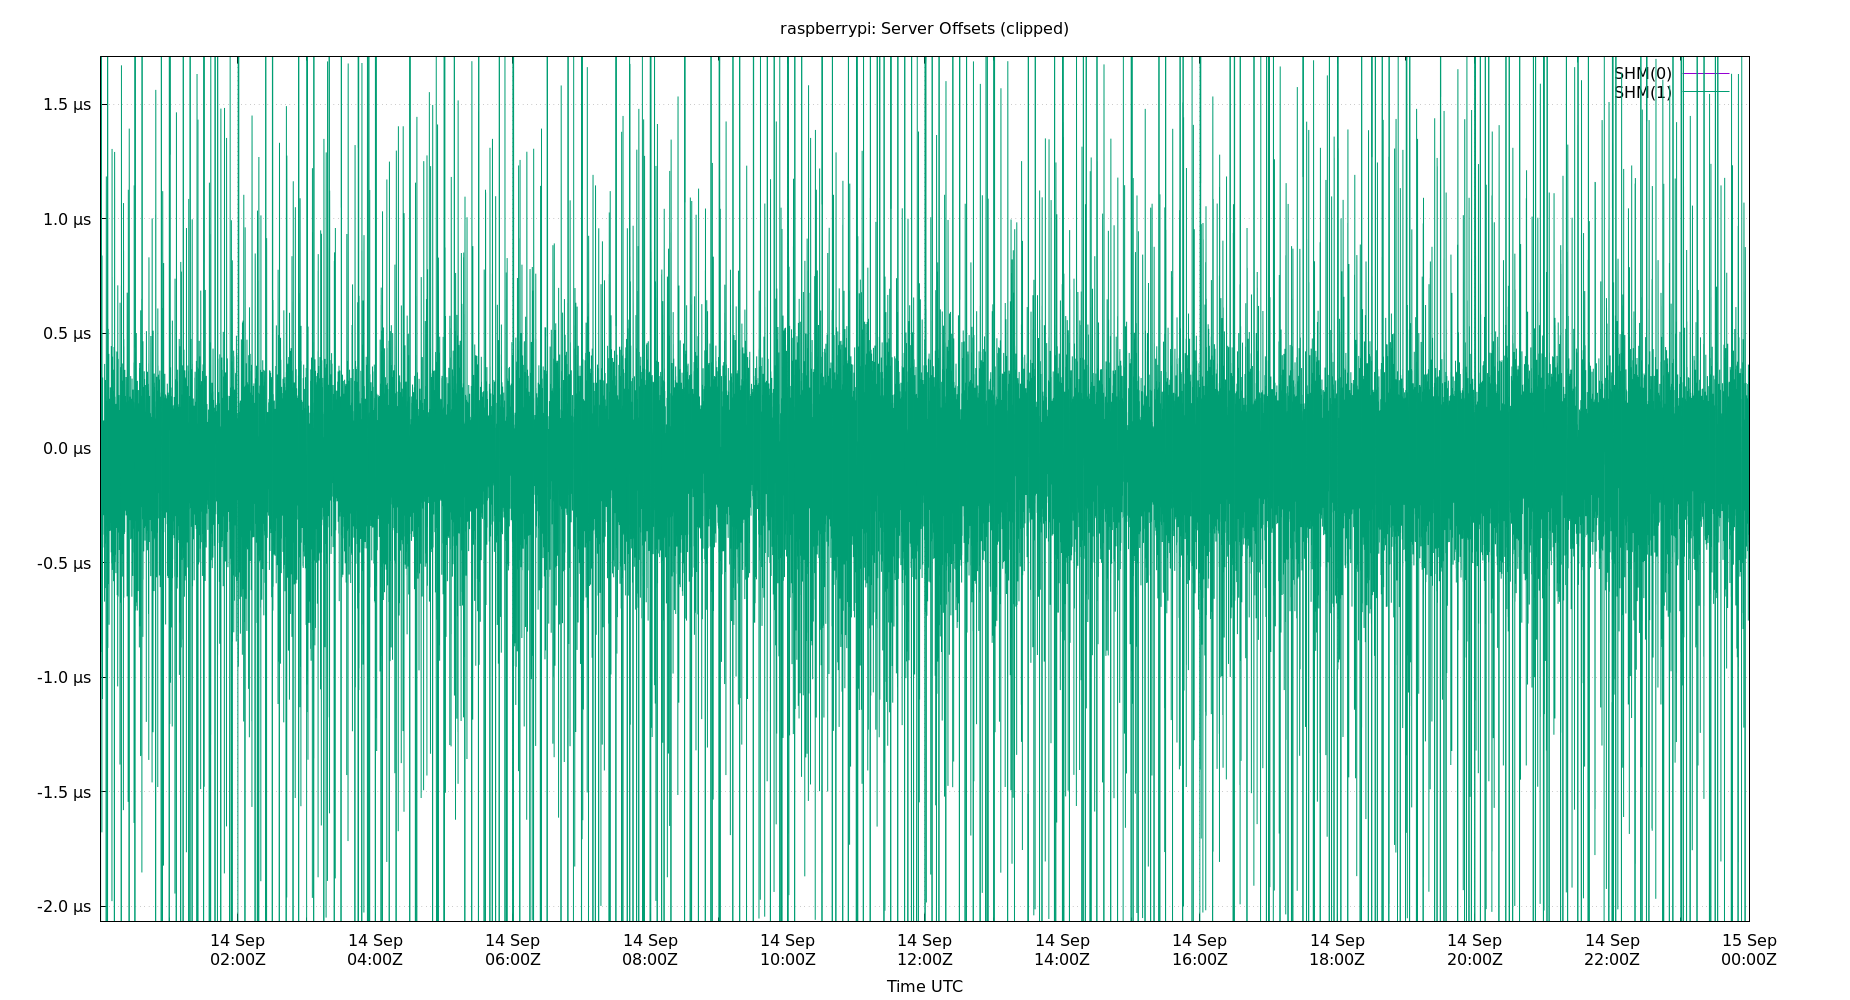 raspberrypi: Server Offsets (clipped)
SHM(0)
SHM(1)
1.5 µs
1.0 µs
0.5 µs
0.0 µs
-0.5 µs
-1.0 µs
-1.5 µs
-2.0 µs
14 Sep 14 Sep 14 Sep 14 Sep 14 Sep 14 Sep 14 Sep 14 Sep 14 Sep 14 Sep 14 Sep 15 Sep
02:00Z 04:00Z 06:00Z 08:00Z 10:00Z 12:00Z 14:00Z 16:00Z 18:00Z 20:00Z 22:00Z 00:00Z
Time UTC